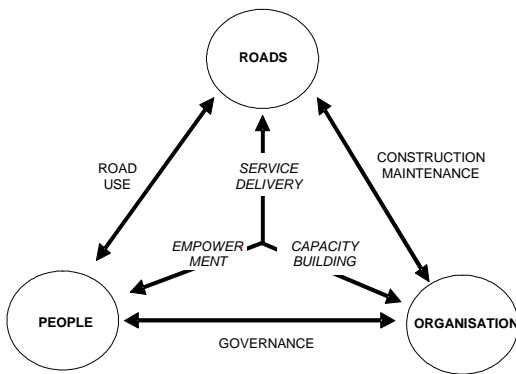 ROADS
ROAD
USE
SERVICE
DELIVERY
CONSTRUCTION
MAINTENANCE
EMPOWER
MENT
CAPACITY
BUILDING
PEOPLE
ORGANISATION
GOVERNANCE